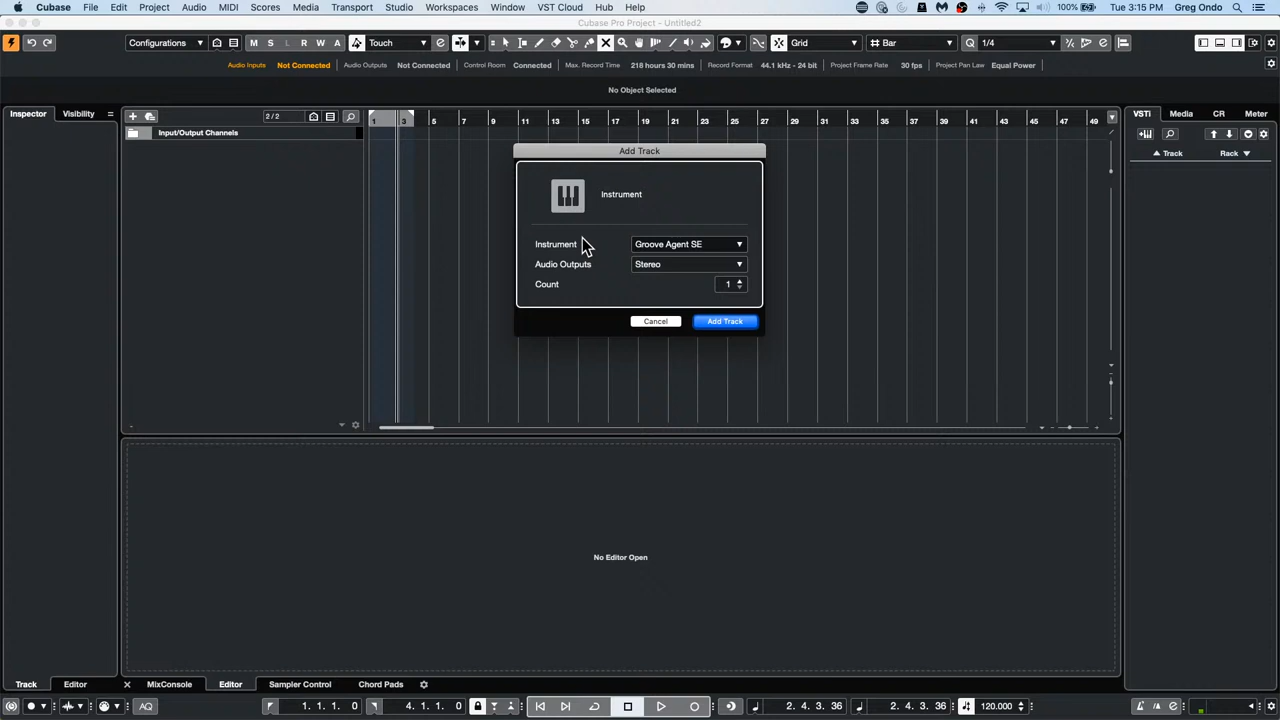 Cubase File Edit Project Audio MIDI Scores Media Transport Studio Workspaces Window VST Cloud Hub Help 100% Tue 3:15 PM Greg Ondo
Cubase Pro Project - Untitled2
Configurations M S L R W A Touch Grid Bar Q 1/4
Audio Inputs Not Connected Audio Outputs Not Connected Control Room Connected Max. Record Time 218 hours 30 mins Record Format 44.1 kHz - 24 bit Project Frame Rate 30 fps Project Pan Law Equal Power
No Object Selected
Inspector Visibility 2 / 2 1 3 5 7 9 11 13 15 17 19 21 23 25 27 29 31 33 35 37 39 41 43 45 47 49 VSTi Media CR Meter
Input/Output Channels
Track Rack
Add Track
Instrument
Instrument Groove Agent SE
Audio Outputs Stereo
Count 1
Cancel Add Track
No Editor Open
Track Editor MixConsole Editor Sampler Control Chord Pads
AQ 1. 1. 1. 0 4. 1. 1. 0 2. 4. 3. 36 2. 4. 3. 36 120.000